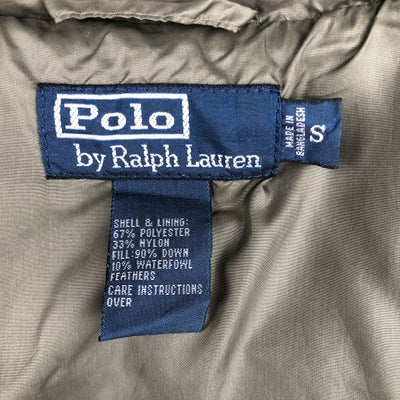 Polo
by Ralph Lauren
MADE IN
BANGLADESH
S
SHELL & LINING:
67% POLYESTER
33% NYLON
FILL:90% DOWN
10% WATERFOWL
FEATHERS
CARE INSTRUCTIONS
OVER